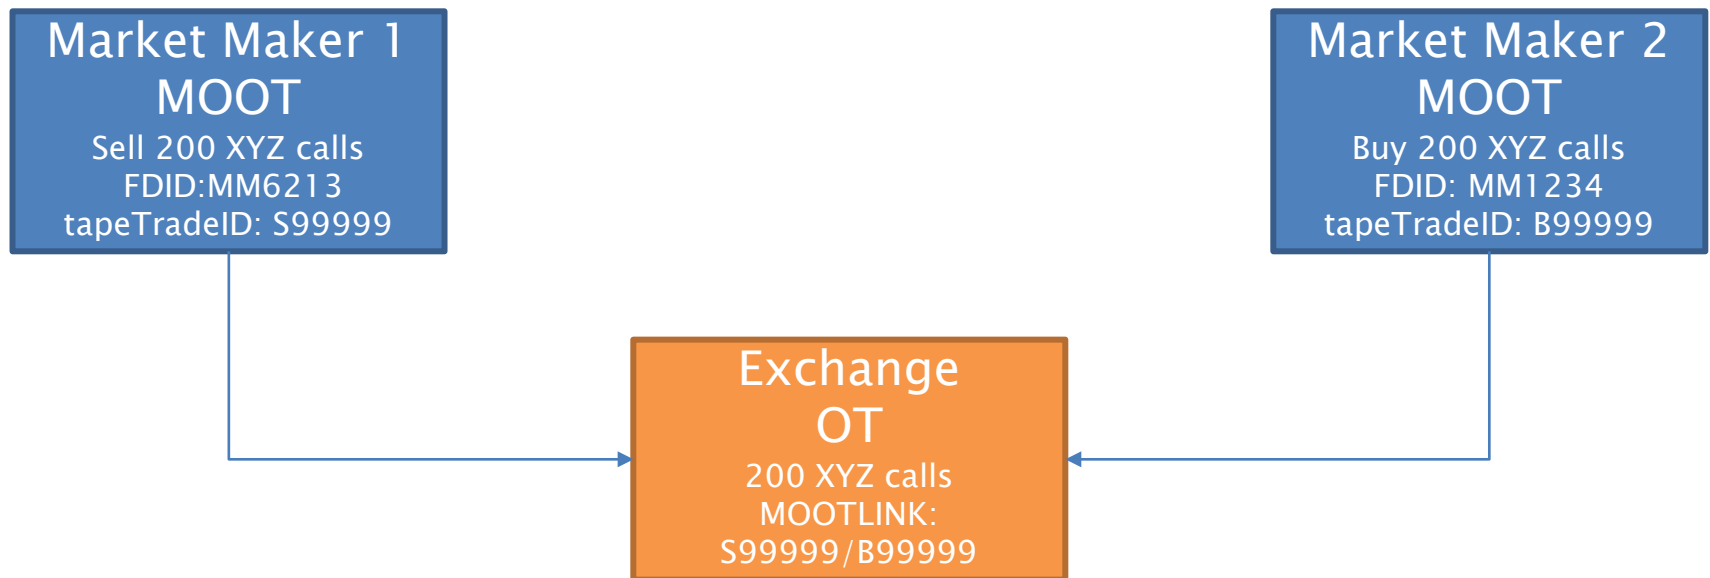 Market Maker 1
MOOT
Sell 200 XYZ calls
FDID:MM6213
tapeTradeID: S99999
Market Maker 2
MOOT
Buy 200 XYZ calls
FDID: MM1234
tapeTradeID: B99999
Exchange
OT
200 XYZ calls
MOOTLINK:
S99999/B99999